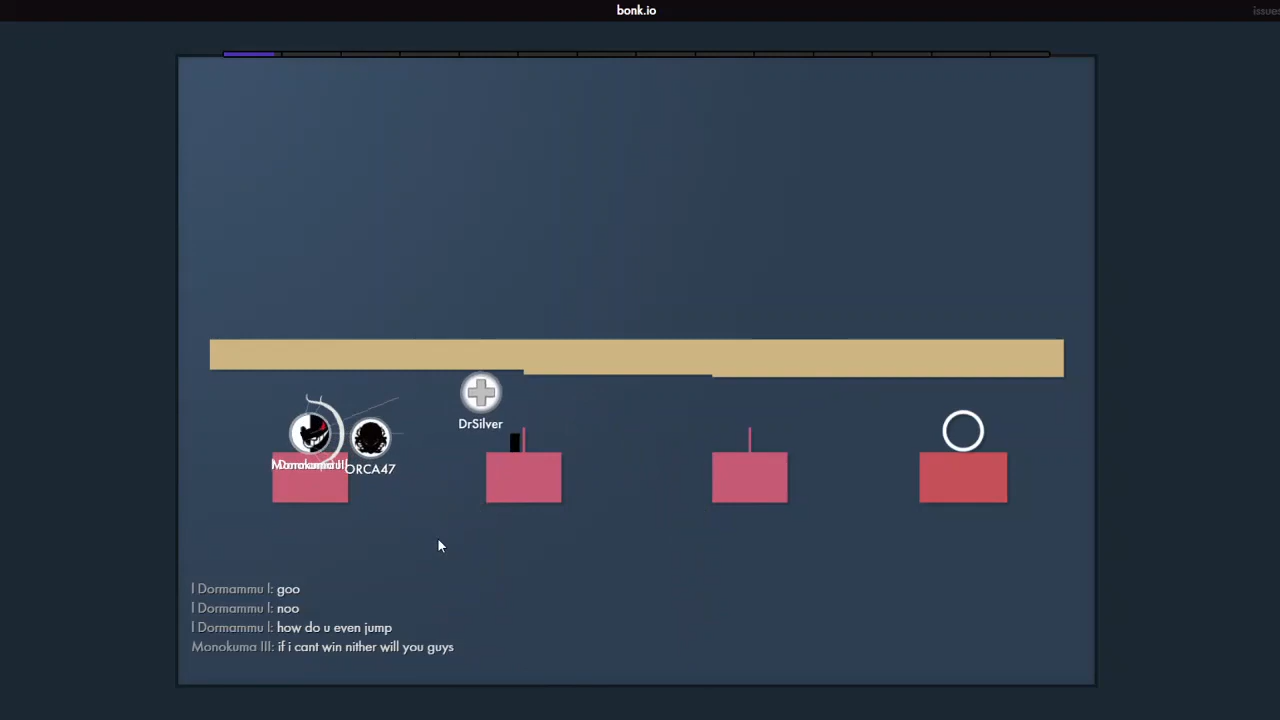 bonk.io
issues
DrSilver
ORCA47
l Dormammu l: goo
l Dormammu l: noo
l Dormammu l: how do u even jump
Monokuma III: if i cant win nither will you guys